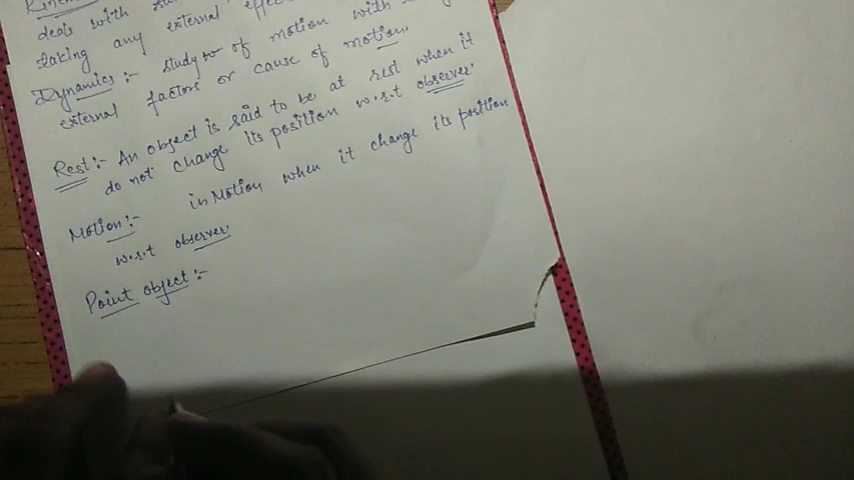 Kinem
deals with
taking any external effec
Dynamics :- study of motion with
external factors or cause of motion.
Rest :- An object is said to be at rest when it
do not change its position w.r.t observer.
Motion :- in Motion when it change its position
w.r.t observer.
Point object :-